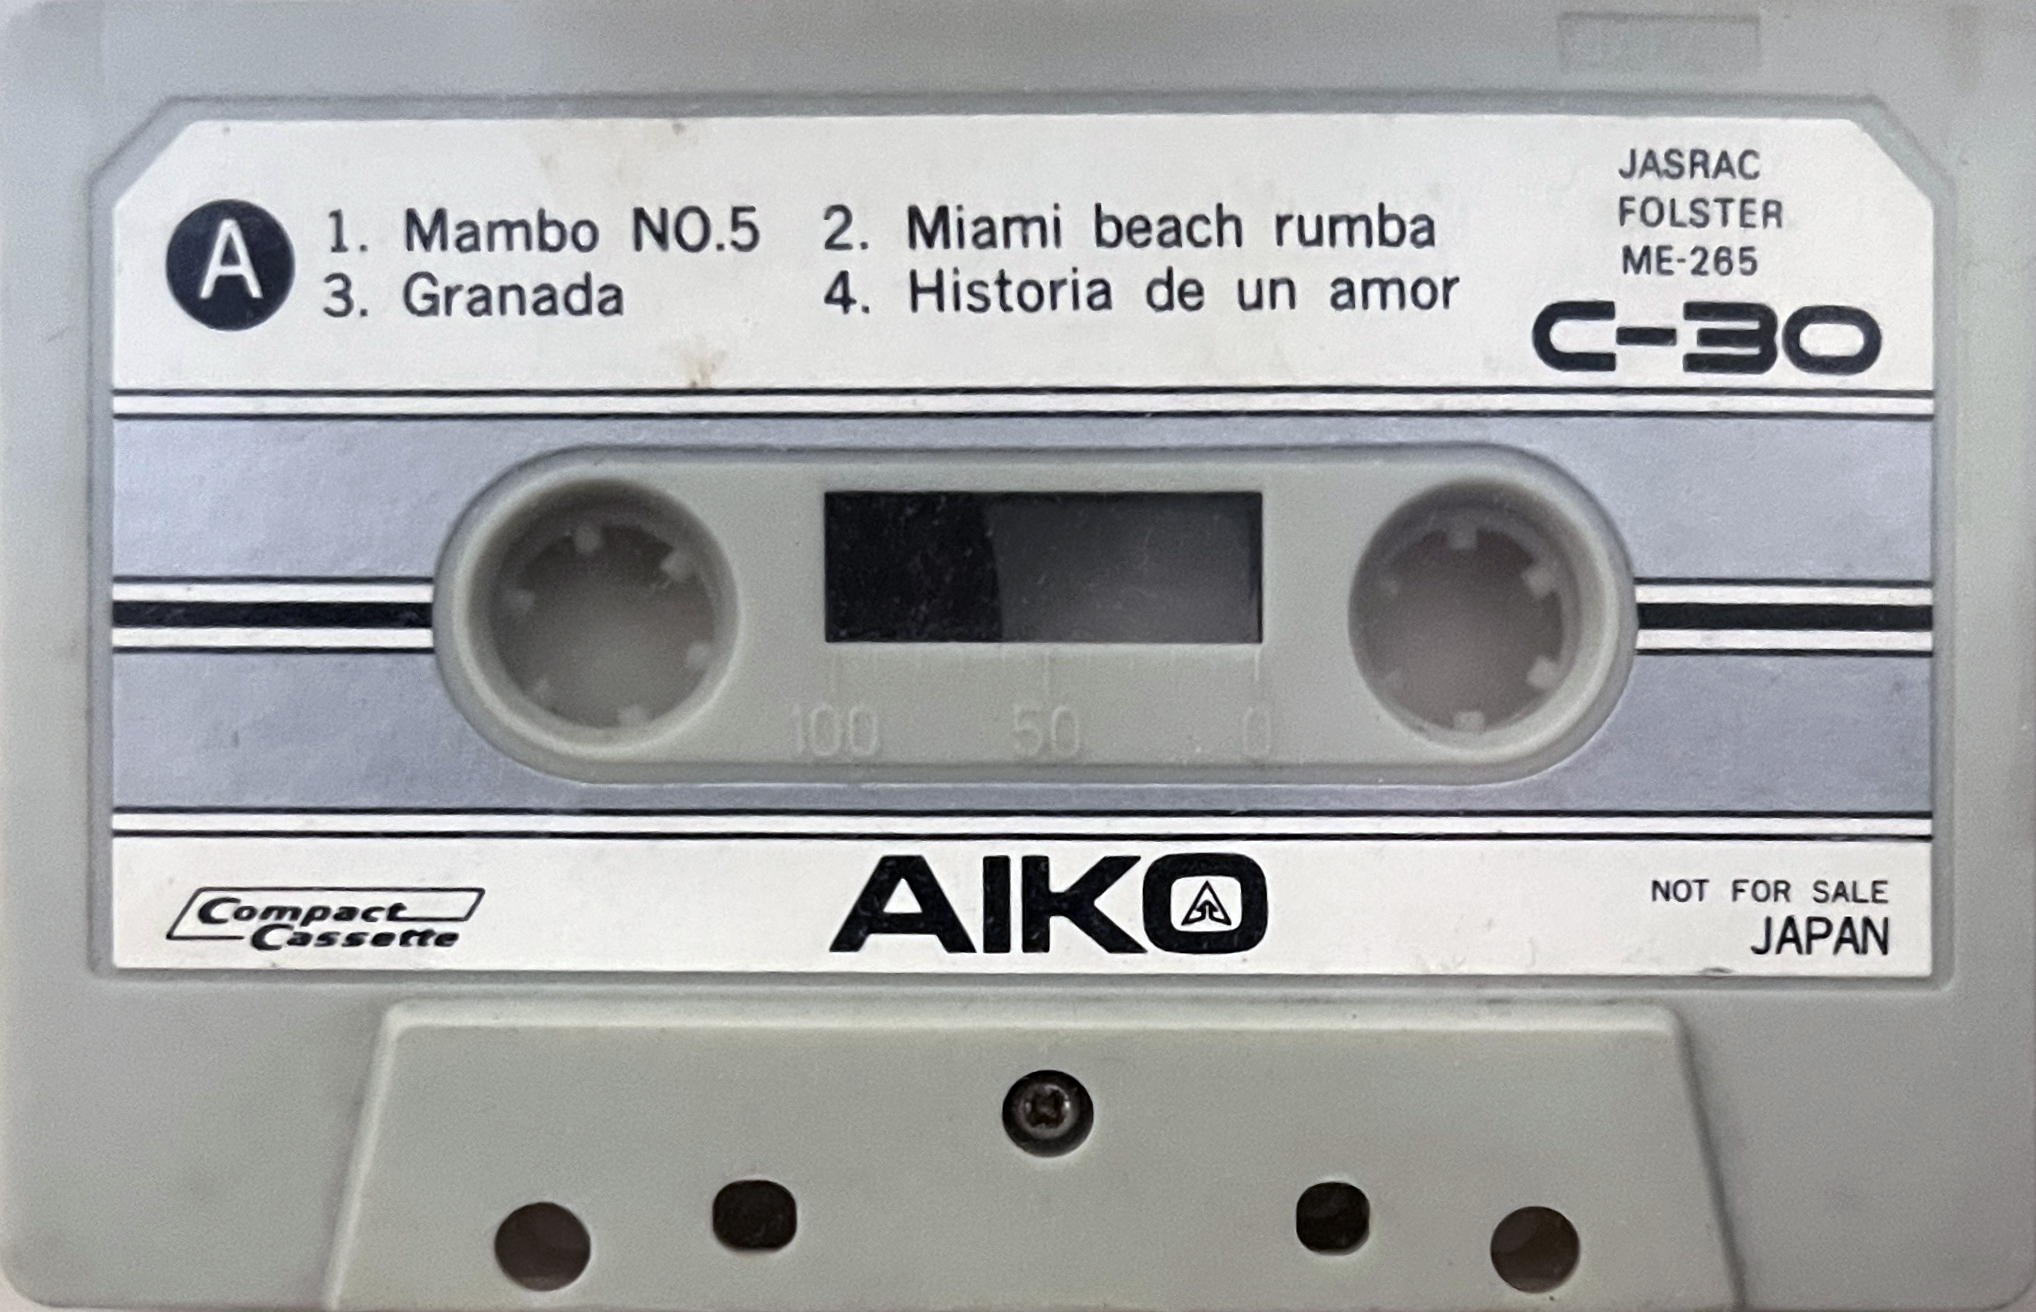 A
1. Mambo NO.5 2. Miami beach rumba
3. Granada 4. Historia de un amor
JASRAC
FOLSTER
ME-265
C-30
100 50 0
Compact
Cassette
AIKO
NOT FOR SALE
JAPAN